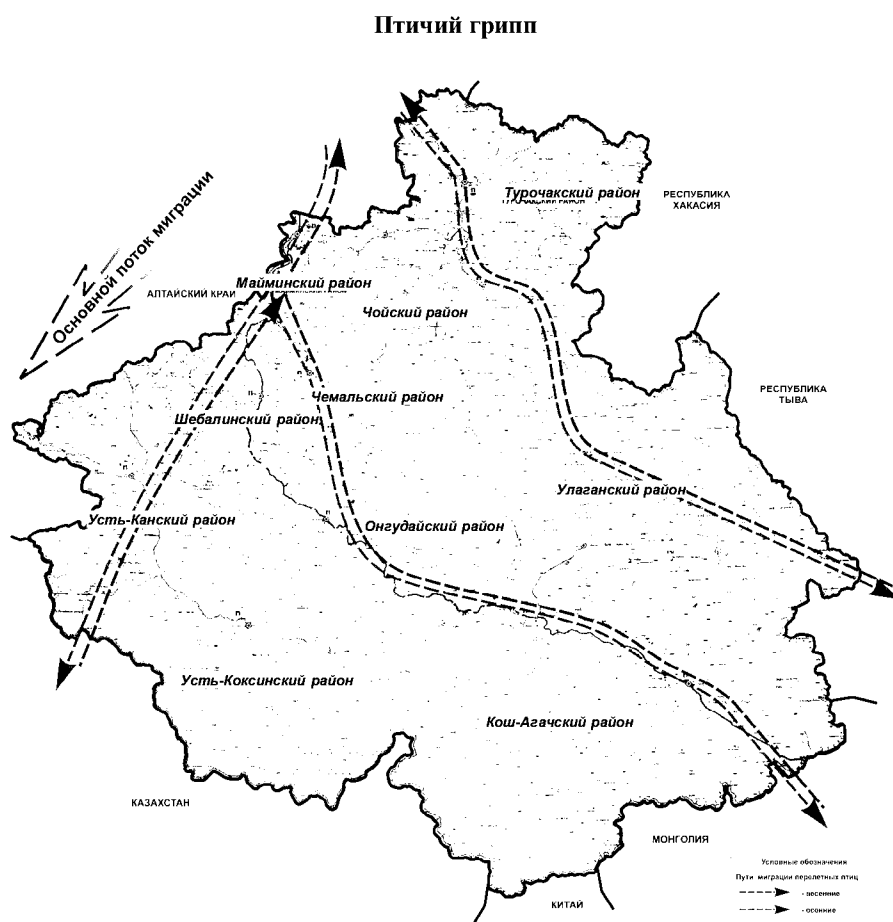 Птичий грипп
Турочакский район
РЕСПУБЛИКА
ХАКАСИЯ
Основной поток миграции
Майминский район
АЛТАЙСКИЙ КРАЙ
Чойский район
РЕСПУБЛИКА
ТЫВА
Чемальский район
Шебалинский район
Улаганский район
Усть-Канский район
Онгудайский район
Усть-Коксинский район
Кош-Агачский район
КАЗАХСТАН
МОНГОЛИЯ
КИТАЙ
Условные обозначения
Пути миграции перелетных птиц
- весенние
- осенние